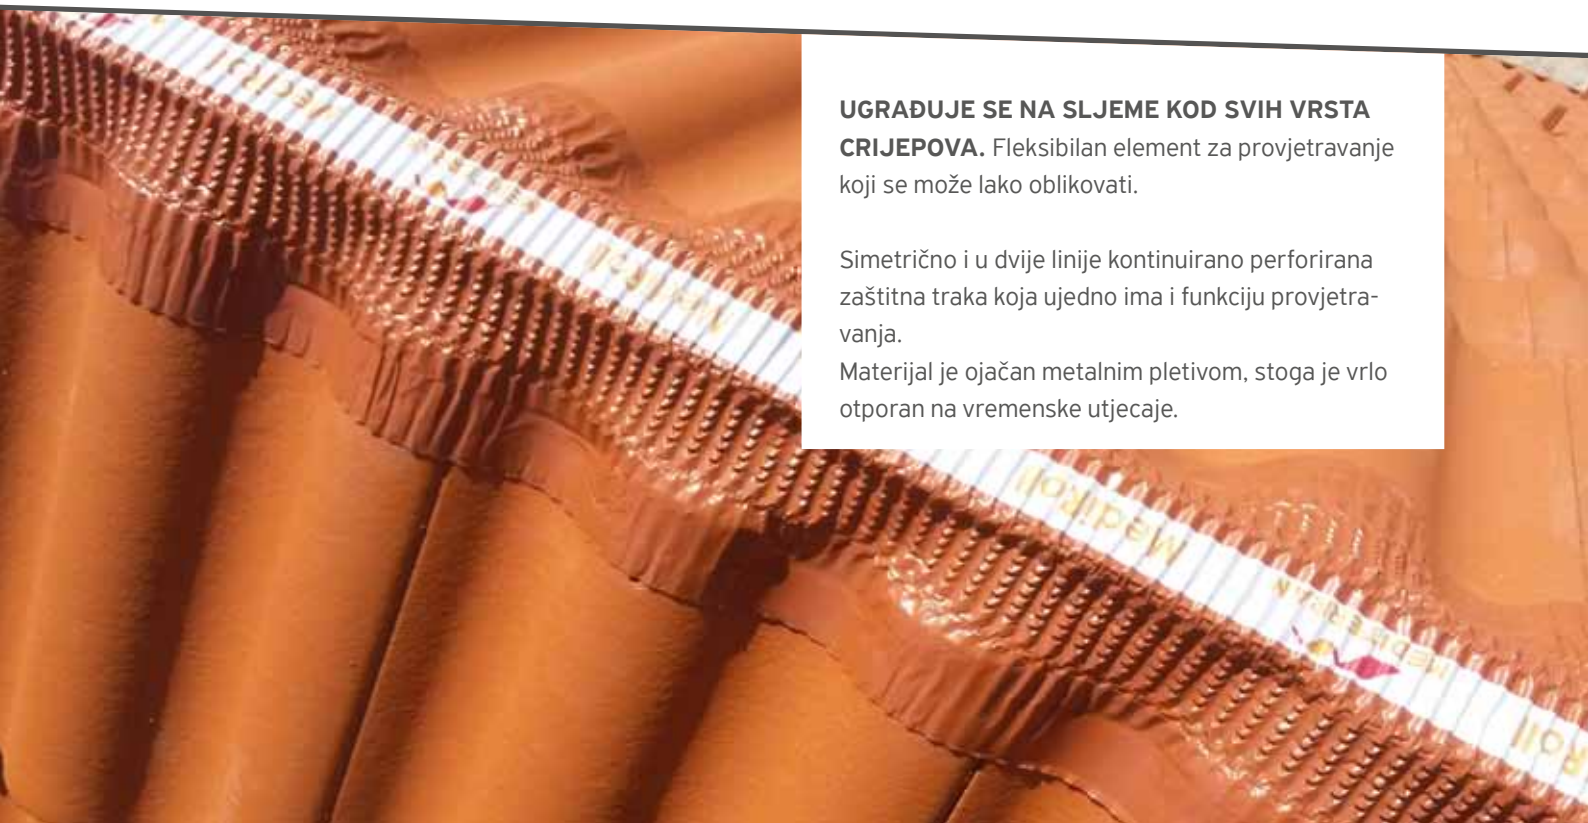 UGRAĐUJE SE NA SLJEME KOD SVIH VRSTA
CRIJEPOVA. Fleksibilan element za provjetravanje
koji se može lako oblikovati.
Simetrično i u dvije linije kontinuirano perforirana
zaštitna traka koja ujedno ima i funkciju provjetra-
vanja.
Materijal je ojačan metalnim pletivom, stoga je vrlo
otporan na vremenske utjecaje.
MediRoll
Roll